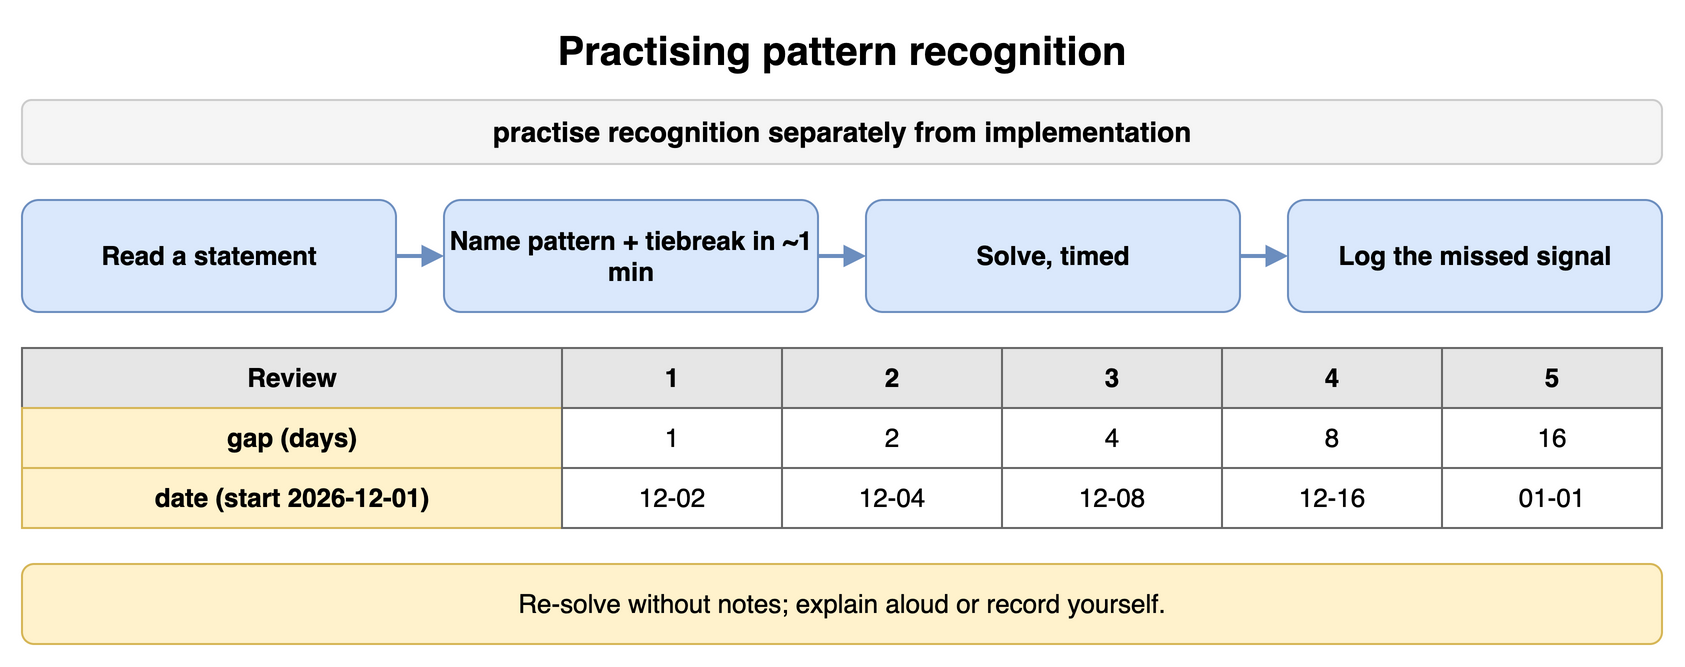 Practising pattern recognition
practise recognition separately from implementation
Read a statement
Name pattern + tiebreak in ~1
min
Solve, timed
Log the missed signal
Review 1 2 3 4 5
gap (days) 1 2 4 8 16
date (start 2026-12-01) 12-02 12-04 12-08 12-16 01-01
Re-solve without notes; explain aloud or record yourself.